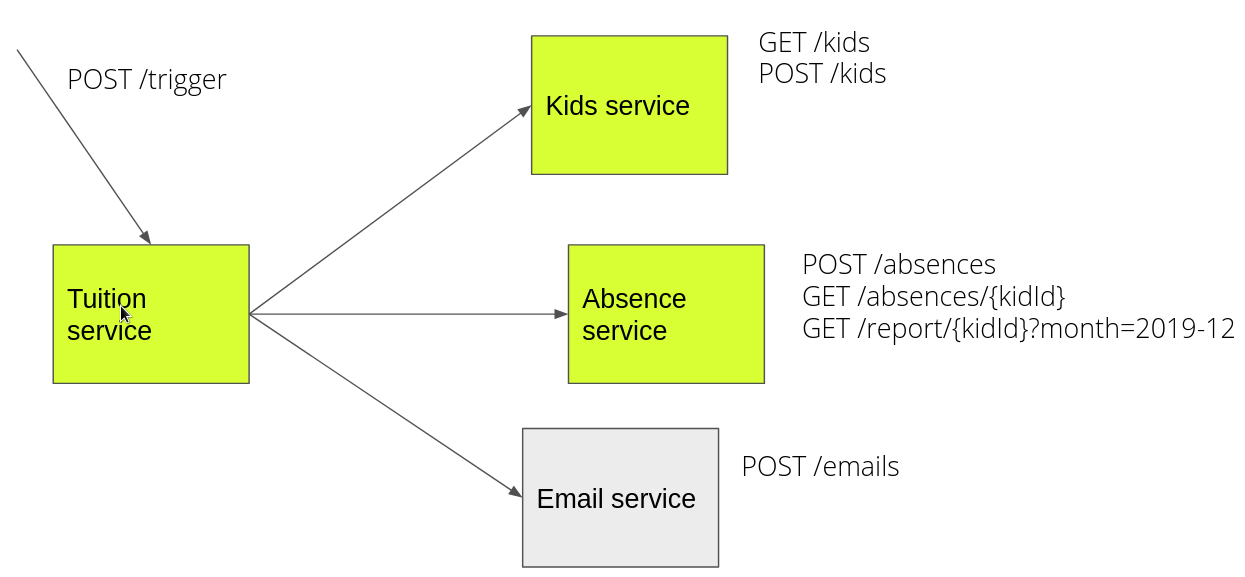 POST /trigger
Kids service
GET /kids
POST /kids
Tuition
service
Absence
service
POST /absences
GET /absences/{kidId}
GET /report/{kidId}?month=2019-12
Email service
POST /emails